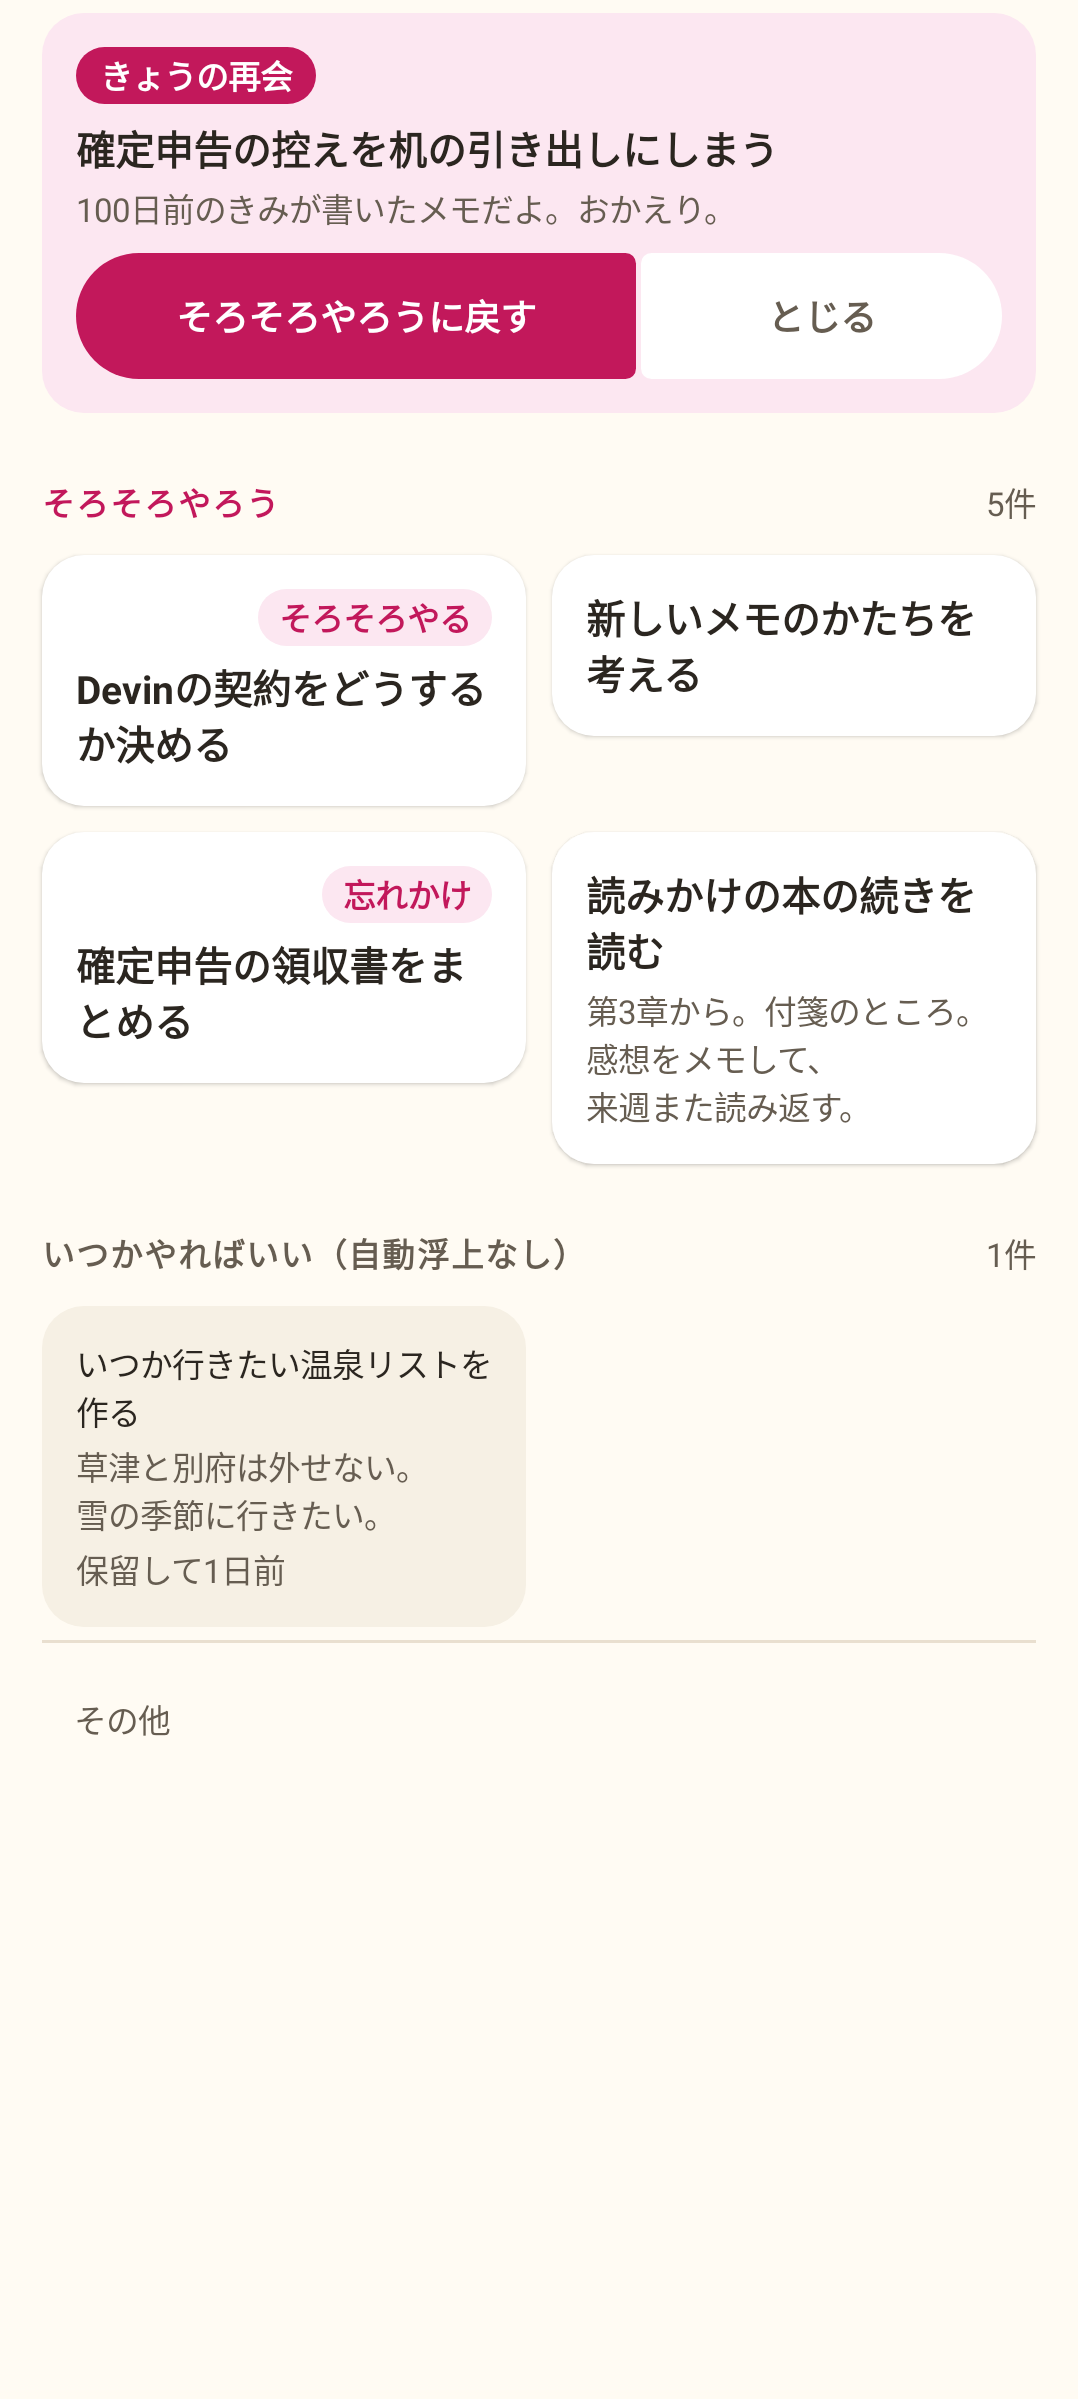 きょうの再会
確定申告の控えを机の引き出しにしまう
100日前のきみが書いたメモだよ。おかえり。
そろそろやろうに戻す
とじる
そろそろやろう
5件
そろそろやる
Devinの契約をどうする
か決める
新しいメモのかたちを
考える
忘れかけ
確定申告の領収書をま
とめる
読みかけの本の続きを
読む
第3章から。付箋のところ。
感想をメモして、
来週また読み返す。
いつかやればいい（自動浮上なし）
1件
いつか行きたい温泉リストを
作る
草津と別府は外せない。
雪の季節に行きたい。
保留して1日前
その他